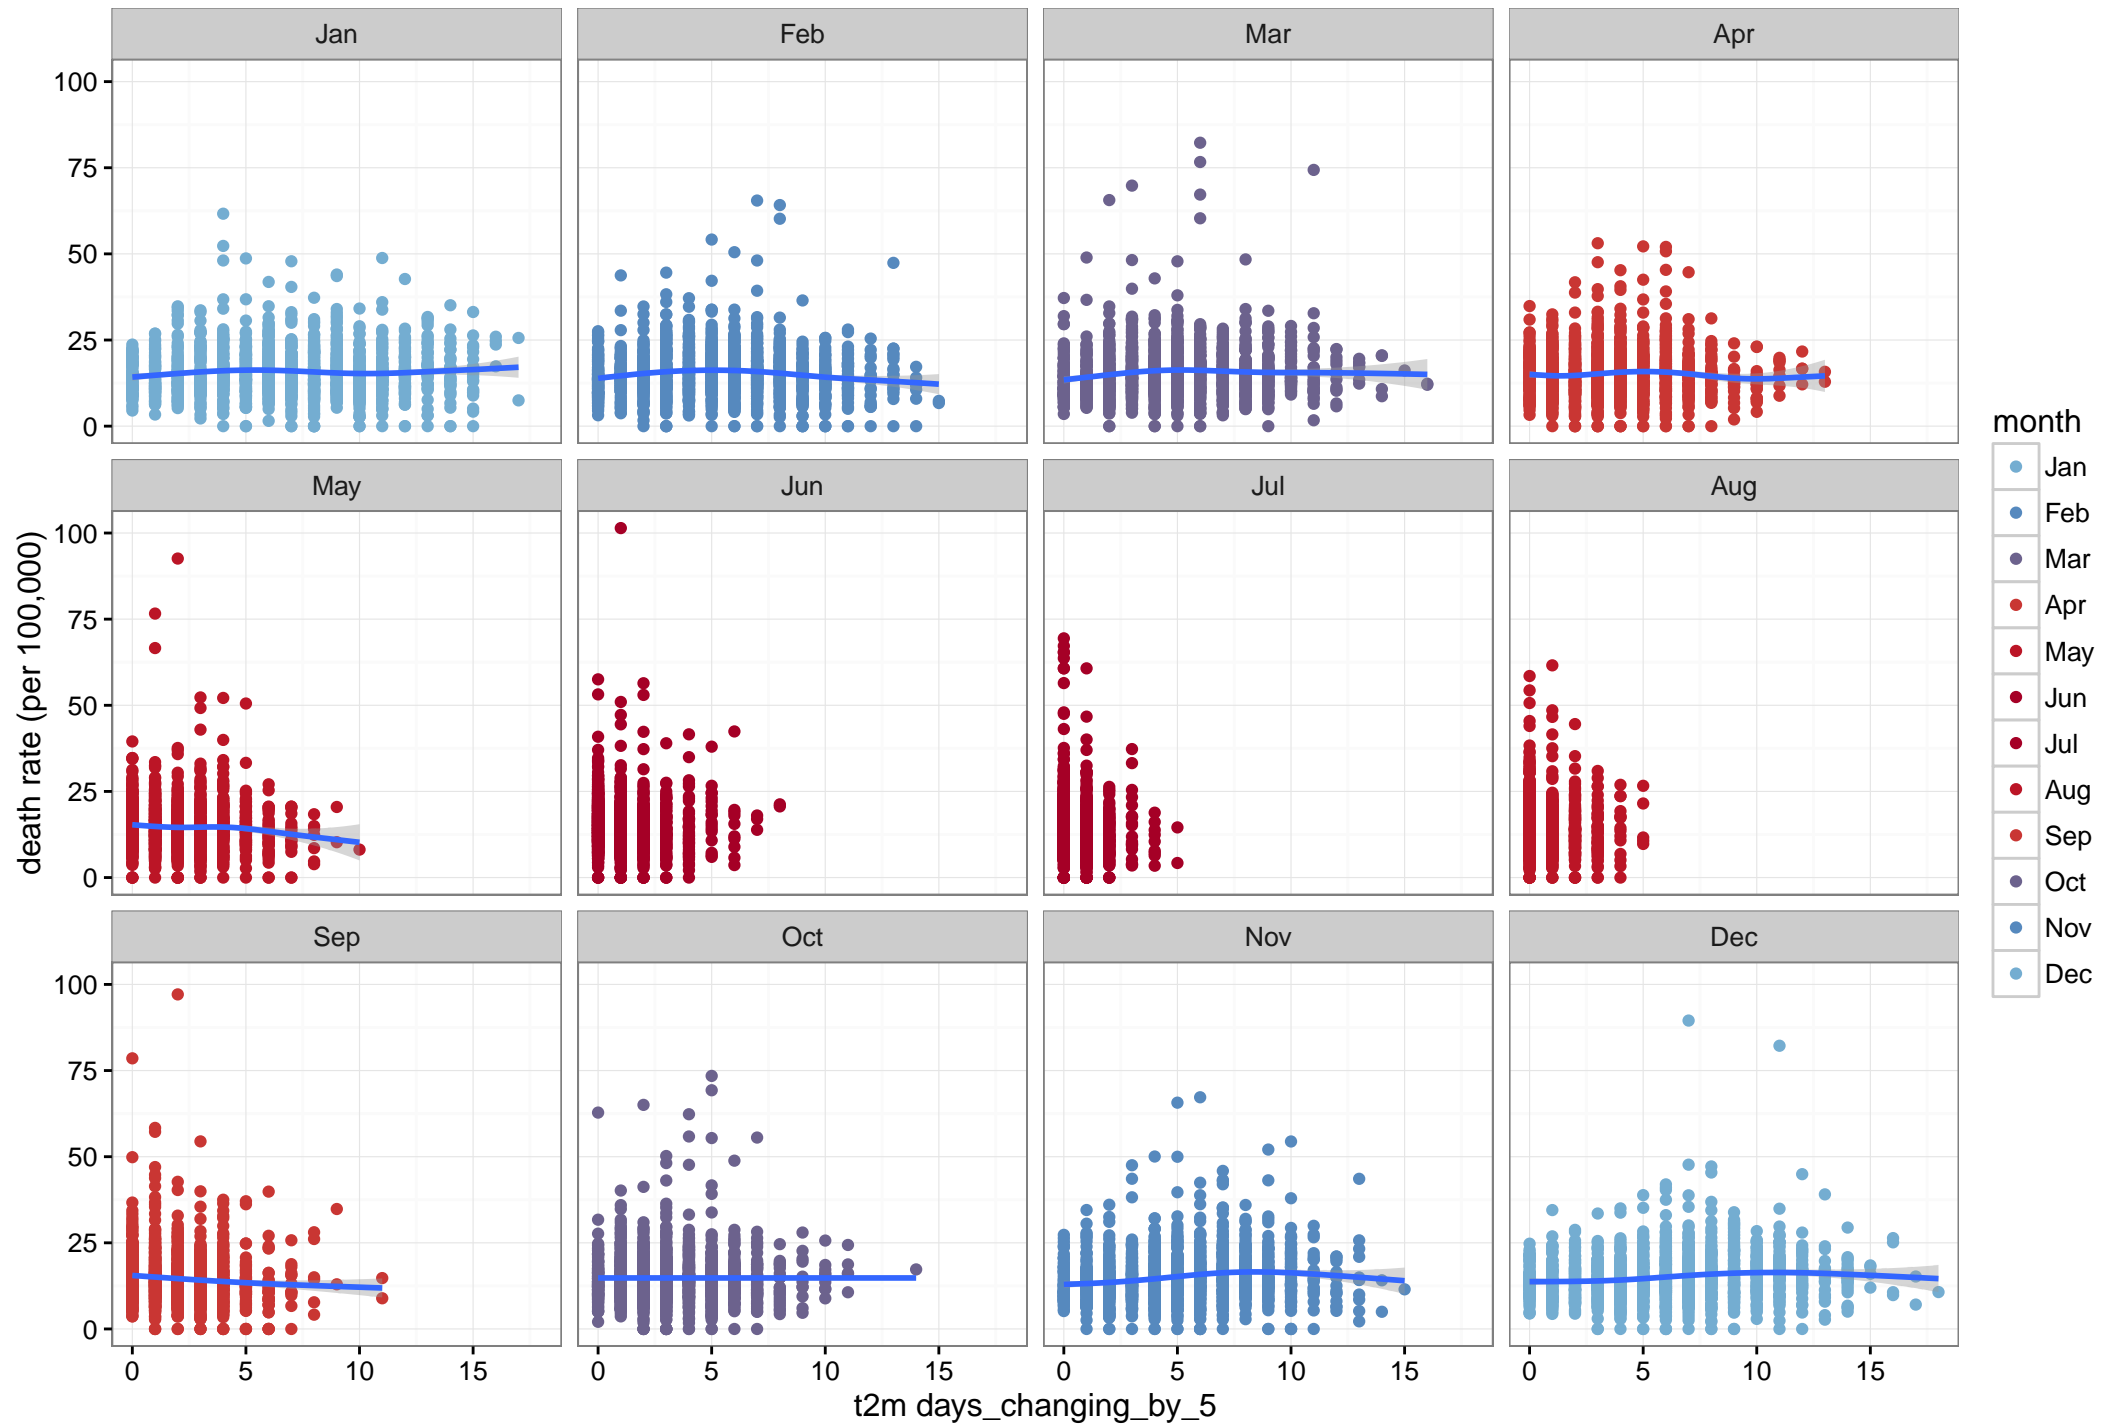 Jan Feb Mar Apr
100
75
50
25
0
May Jun Jul Aug
100
75
50
25
0
Sep Oct Nov Dec
100
75
50
25
0
0 5 10 15 0 5 10 15 0 5 10 15 0 5 10 15
t2m days_changing_by_5
death rate (per 100,000)
month
Jan
Feb
Mar
Apr
May
Jun
Jul
Aug
Sep
Oct
Nov
Dec